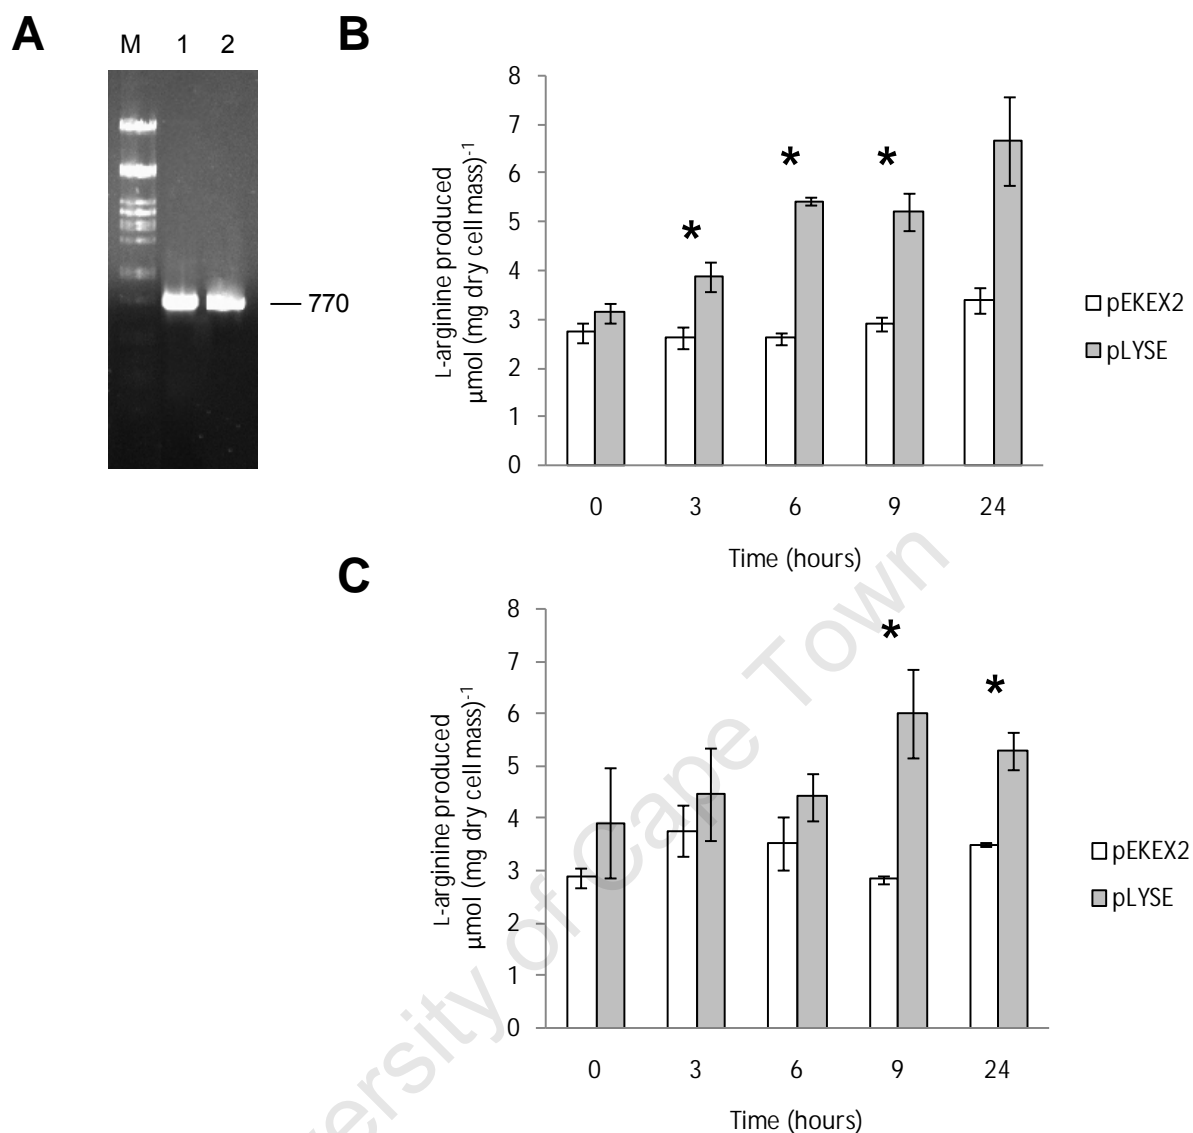 A
M 1 2
770
B
L-arginine produced
µmol (mg dry cell mass)-1
8
7
6
5
4
3
2
1
0
* * *
0 3 6 9 24
Time (hours)
pEKEX2
pLYSE
C
L-arginine produced
µmol (mg dry cell mass)-1
8
7
6
5
4
3
2
1
0
* *
0 3 6 9 24
Time (hours)
pEKEX2
pLYSE
ersity of Cape Town